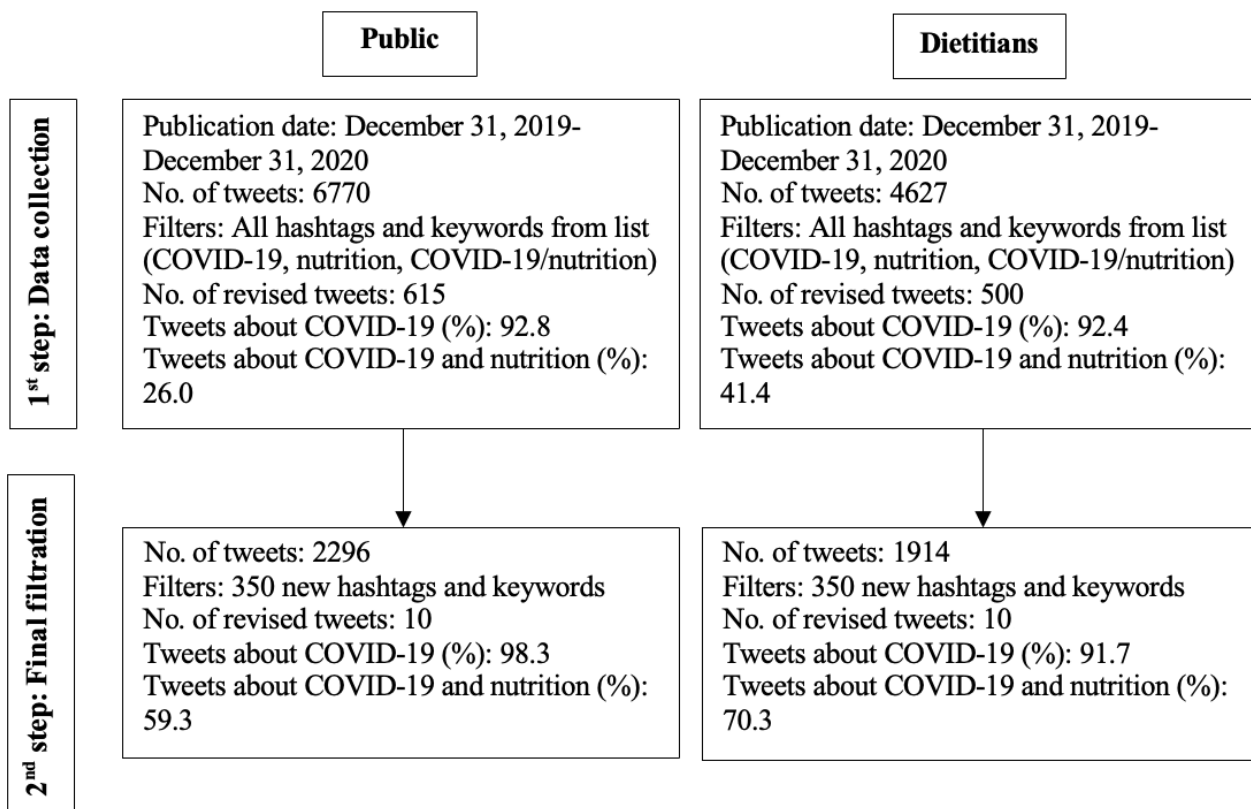 Public
Dietitians
1st step: Data collection
Publication date: December 31, 2019-
December 31, 2020
No. of tweets: 6770
Filters: All hashtags and keywords from list
(COVID-19, nutrition, COVID-19/nutrition)
No. of revised tweets: 615
Tweets about COVID-19 (%): 92.8
Tweets about COVID-19 and nutrition (%):
26.0
Publication date: December 31, 2019-
December 31, 2020
No. of tweets: 4627
Filters: All hashtags and keywords from list
(COVID-19, nutrition, COVID-19/nutrition)
No. of revised tweets: 500
Tweets about COVID-19 (%): 92.4
Tweets about COVID-19 and nutrition (%):
41.4
2nd step: Final filtration
No. of tweets: 2296
Filters: 350 new hashtags and keywords
No. of revised tweets: 10
Tweets about COVID-19 (%): 98.3
Tweets about COVID-19 and nutrition (%):
59.3
No. of tweets: 1914
Filters: 350 new hashtags and keywords
No. of revised tweets: 10
Tweets about COVID-19 (%): 91.7
Tweets about COVID-19 and nutrition (%):
70.3